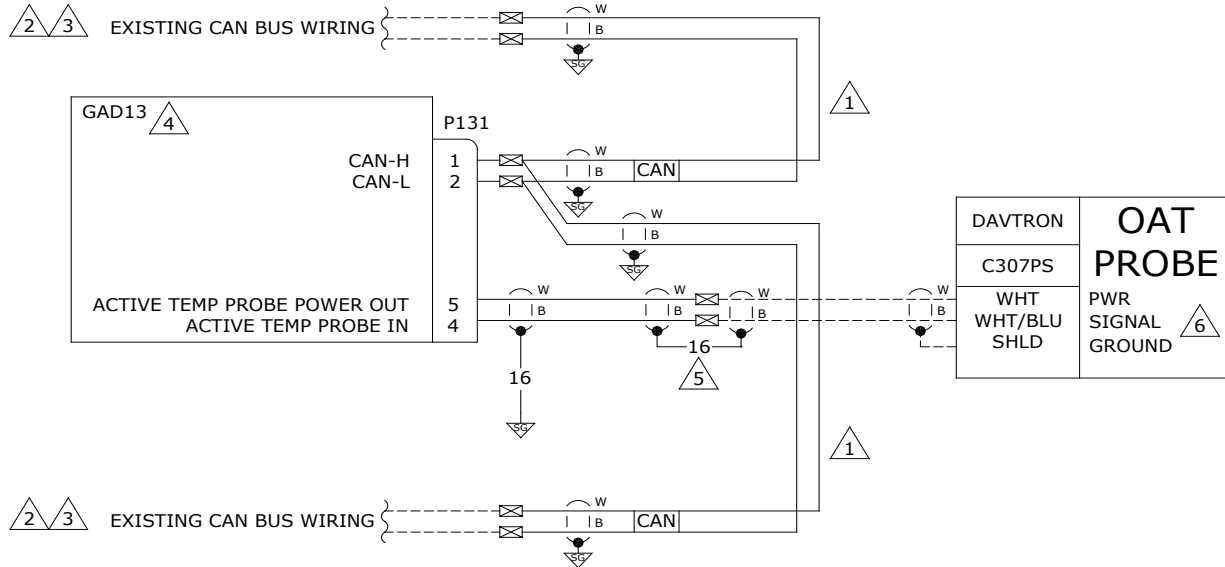 2 3 EXISTING CAN BUS WIRING
W
B
SG
1
GAD13 4
P131
CAN-H 1
CAN-L 2
W
B CAN
SG
W
B
SG
ACTIVE TEMP PROBE POWER OUT 5
ACTIVE TEMP PROBE IN 4
W
B
W
B
W
B
W
B
16
5
16
SG
DAVTRON
C307PS
OAT
PROBE
WHT PWR
WHT/BLU SIGNAL
SHLD GROUND
6
1
2 3 EXISTING CAN BUS WIRING
W
B CAN
SG